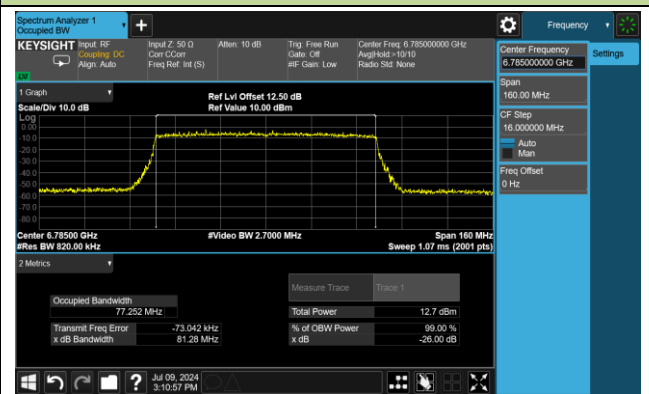 Spectrum Analyzer 1
Occupied BW
Frequency
KEYSIGHT
Input: RF
Coupling: DC
Align: Auto
Input Z: 50 Ω
Corr CCorr
Freq Ref: Int (S)
Atten: 10 dB
Trig: Free Run
Gate: Off
#IF Gain: Low
Center Freq: 6.785000000 GHz
Avg|Hold:>10/10
Radio Std: None
LXI
Center Frequency
6.785000000 GHz
Settings
Span
160.00 MHz
CF Step
16.000000 MHz
Auto
Man
Freq Offset
0 Hz
1 Graph
Scale/Div 10.0 dB
Ref Lvl Offset 12.50 dB
Ref Value 10.00 dBm
Log
0.00
-10.0
-20.0
-30.0
-40.0
-50.0
-60.0
-70.0
-80.0
Center 6.78500 GHz
#Res BW 820.00 kHz
#Video BW 2.7000 MHz
Span 160 MHz
Sweep 1.07 ms (2001 pts)
2 Metrics
Measure Trace
Trace 1
Occupied Bandwidth
77.252 MHz
Total Power
12.7 dBm
Transmit Freq Error
-73.042 kHz
% of OBW Power
99.00 %
x dB Bandwidth
81.28 MHz
x dB
-26.00 dB
?
Jul 09, 2024
3:10:57 PM